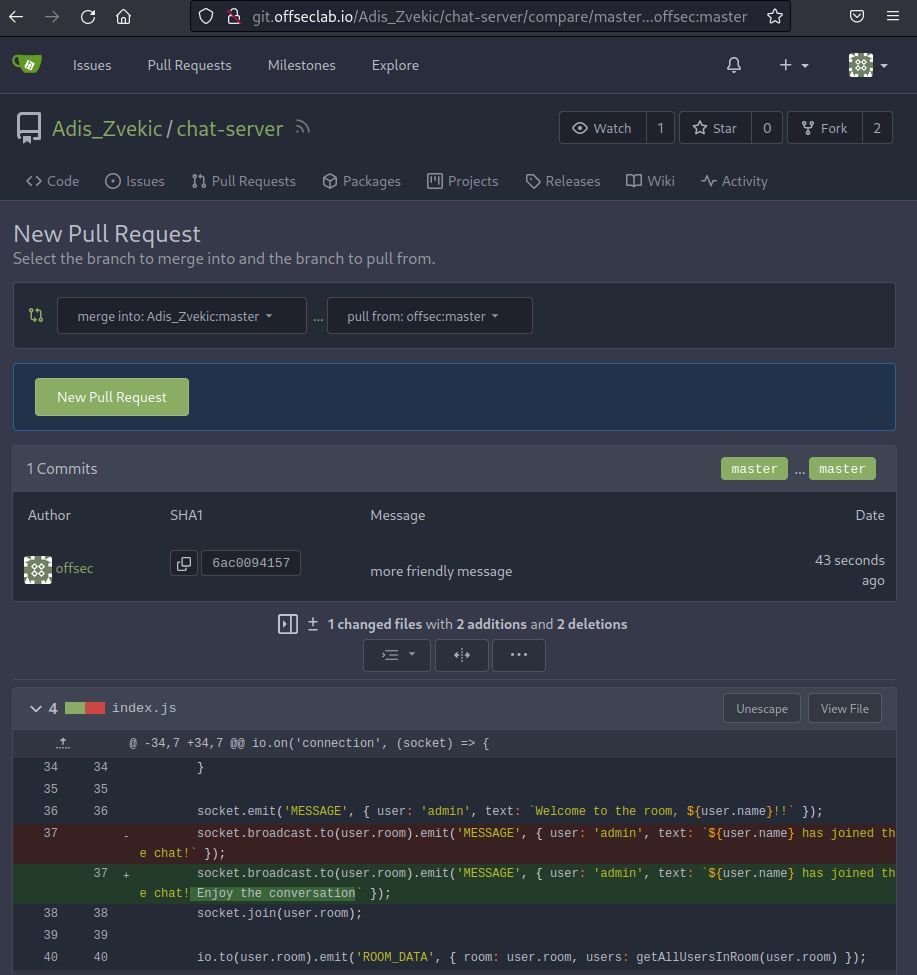 git.offseclab.io/Adis_Zvekic/chat-server/compare/master...offsec:master
Issues Pull Requests Milestones Explore
Adis_Zvekic/chat-server
Watch 1 Star 0 Fork 2
Code Issues Pull Requests Packages Projects Releases Wiki Activity
New Pull Request
Select the branch to merge into and the branch to pull from.
merge into: Adis_Zvekic:master ... pull from: offsec:master
New Pull Request
1 Commits master ... master
Author SHA1 Message Date
offsec 6ac0094157 more friendly message 43 seconds
ago
± 1 changed files with 2 additions and 2 deletions
...
4 index.js Unescape View File
@ -34,7 +34,7 @@ io.on('connection', (socket) => {
34 34 }
35 35
36 36 socket.emit('MESSAGE', { user: 'admin', text: `Welcome to the room, ${user.name}!!` });
37 - socket.broadcast.to(user.room).emit('MESSAGE', { user: 'admin', text: `${user.name} has joined th
e chat!` });
37 + socket.broadcast.to(user.room).emit('MESSAGE', { user: 'admin', text: `${user.name} has joined th
e chat! Enjoy the conversation` });
38 38 socket.join(user.room);
39 39
40 40 io.to(user.room).emit('ROOM_DATA', { room: user.room, users: getAllUsersInRoom(user.room) });